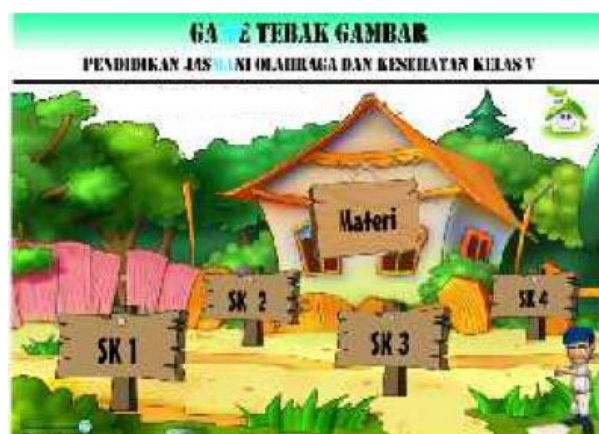 GAME TEBAK GAMBAR
PENDIDIKAN JASMANI OLAHRAGA DAN KESEHATAN KELAS V
Materi
SK 2
SK 4
SK 1
SK 3